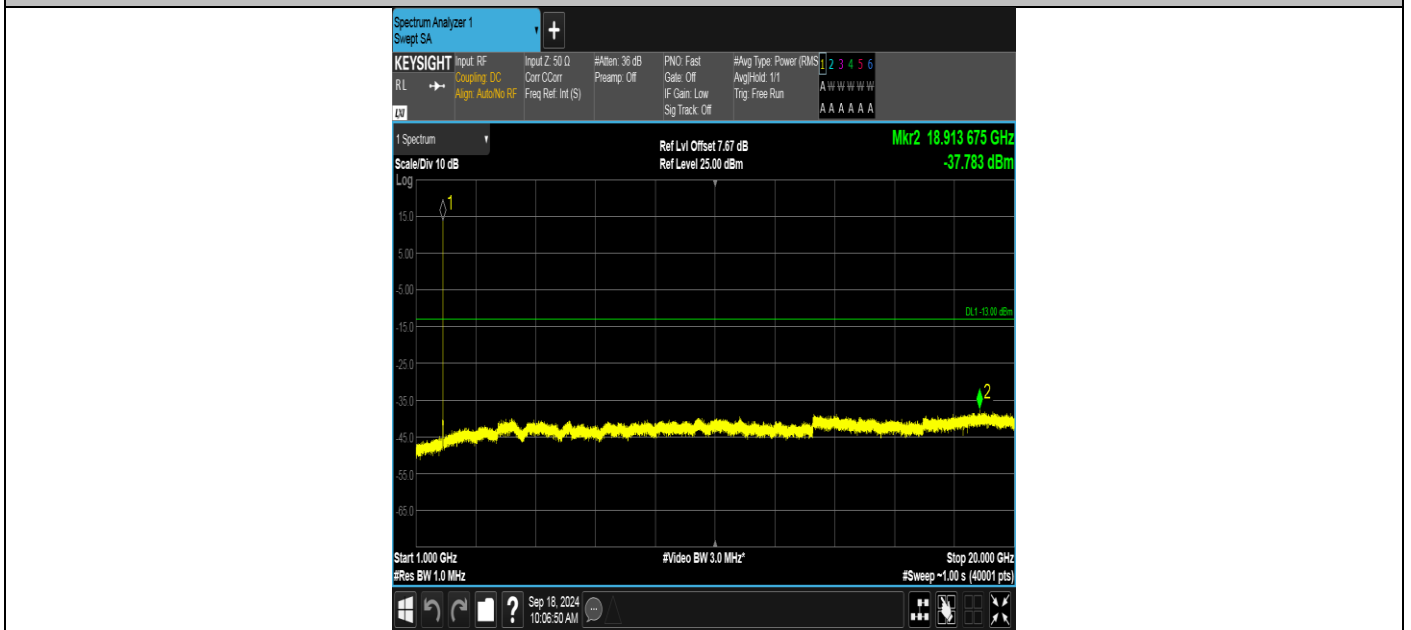 Spectrum Analyzer 1
Swept SA
+
KEYSIGHT
RL
LXI
Input: RF
Coupling: DC
Align: Auto/No RF
Input Z: 50 Ω
Corr CCorr
Freq Ref: Int (S)
#Atten: 36 dB
Preamp: Off
PNO: Fast
Gate: Off
IF Gain: Low
Sig Track: Off
#Avg Type: Power (RMS
Avg|Hold: 1/1
Trig: Free Run
1 2 3 4 5 6
A W W W W W
A A A A A A
1 Spectrum
Scale/Div 10 dB
Ref Lvl Offset 7.67 dB
Ref Level 25.00 dBm
Mkr2 18.913 675 GHz
-37.783 dBm
Log
1
15.0
5.00
-5.00
DL1 -13.00 dBm
-15.0
-25.0
2
-35.0
-45.0
-55.0
-65.0
Start 1.000 GHz
#Res BW 1.0 MHz
#Video BW 3.0 MHz*
Stop 20.000 GHz
#Sweep ~1.00 s (40001 pts)
?
Sep 18, 2024
10:06:50 AM